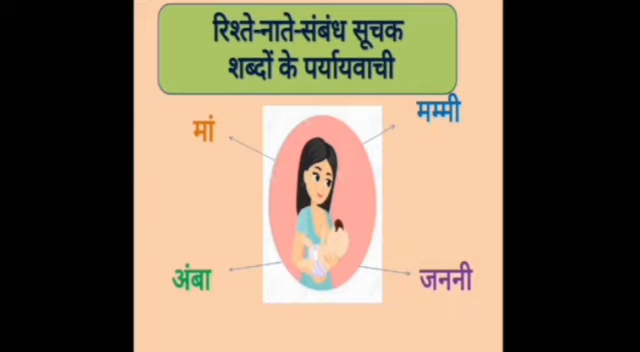 रिश्ते-नाते-संबंध सूचक
शब्दों के पर्यायवाची
मां
मम्मी
अंबा
जननी